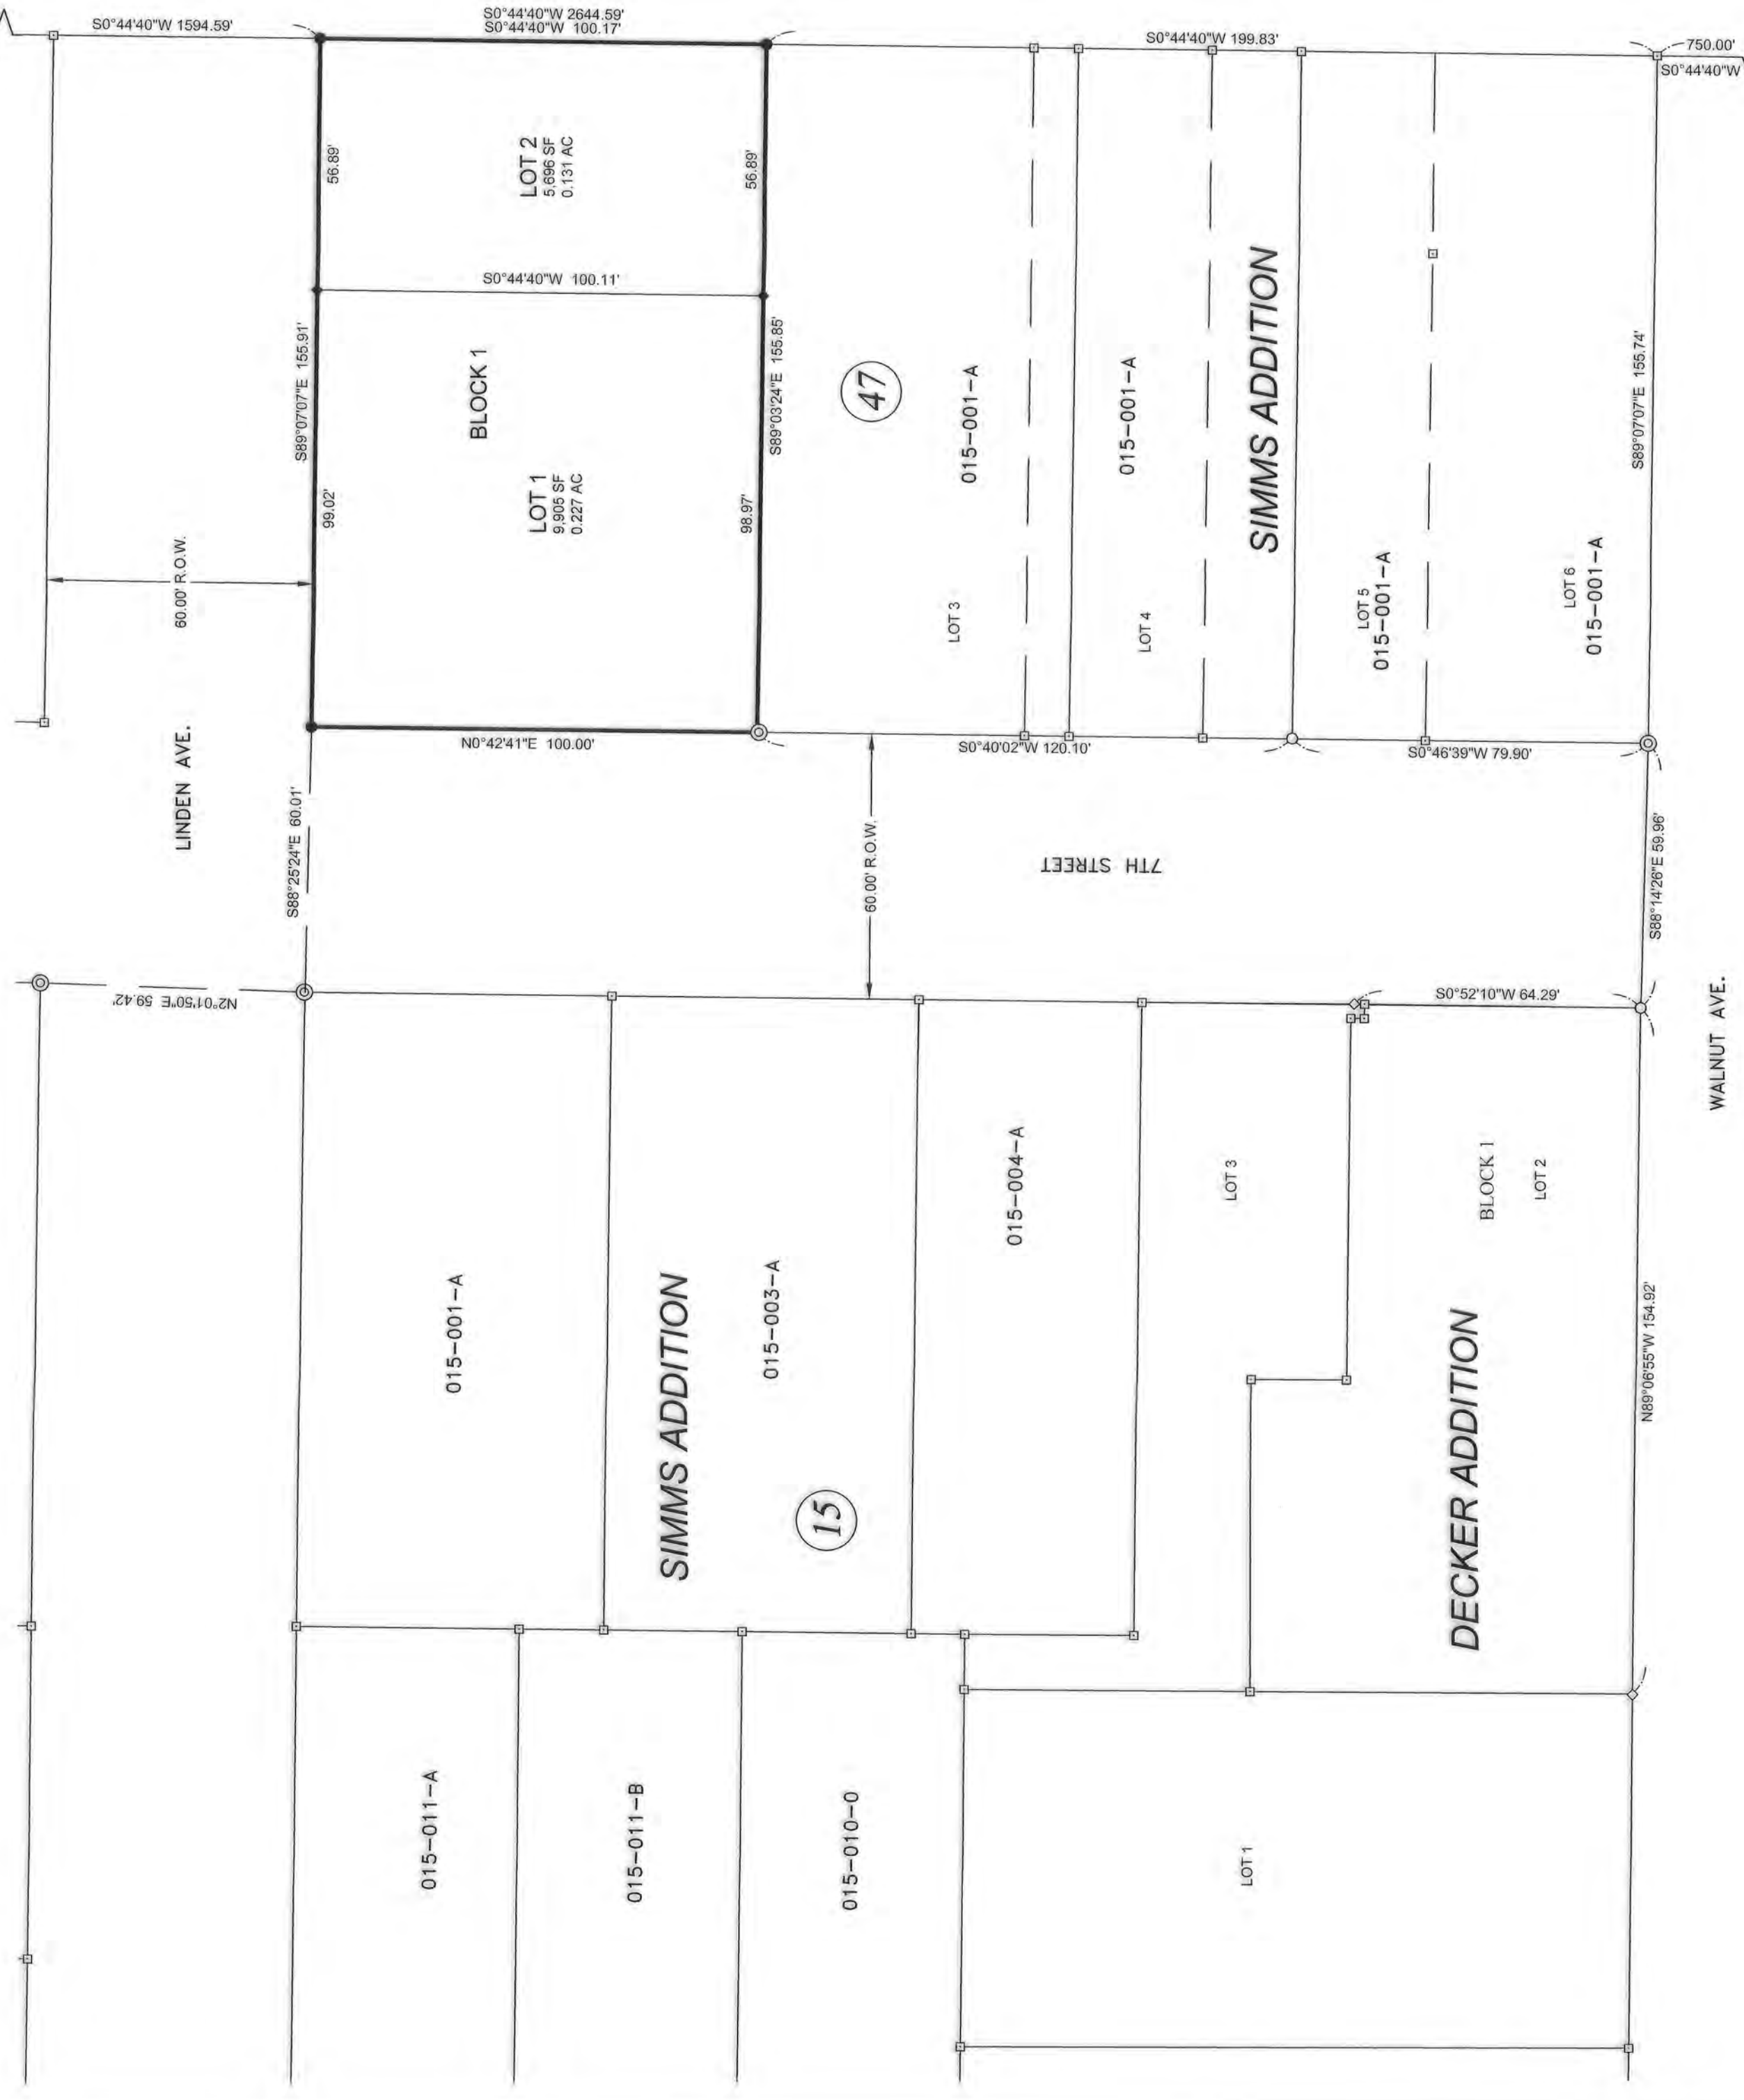 S0°44'40"W 1594.59'
S0°44'40"W 2644.59'
S0°44'40"W 100.17'
S0°44'40"W 199.83'
750.00'
S0°44'40"W
56.89'
LOT 2
5,696 SF
0.131 AC
56.89'
S0°44'40"W 100.11'
S89°07'07"E 155.91'
BLOCK 1
S89°03'24"E 155.85'
99.02'
LOT 1
9,905 SF
0.227 AC
98.97'
60.00' R.O.W.
LINDEN AVE.
N0°42'41"E 100.00'
S88°25'24"E 60.01'
47
015-001-A
LOT 3
015-001-A
LOT 4
SIMMS ADDITION
LOT 5
015-001-A
LOT 6
015-001-A
S89°07'07"E 155.74'
S0°40'02"W 120.10'
S0°46'39"W 79.90'
60.00' R.O.W.
7TH STREET
S88°14'26"E 59.96'
N2°01'50"E 59.42'
S0°52'10"W 64.29'
WALNUT AVE.
015-001-A
SIMMS ADDITION
015-003-A
15
015-004-A
LOT 3
BLOCK 1
LOT 2
DECKER ADDITION
N89°06'55"W 154.92'
015-011-A
015-011-B
015-010-0
LOT 1